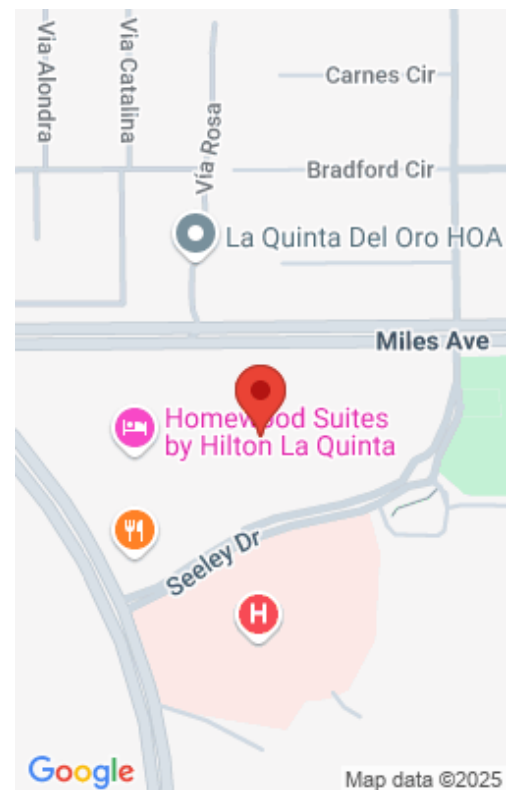 Via Alondra
Via Catalina
Vía Rosa
Carnes Cir
Bradford Cir
La Quinta Del Oro HOA
Miles Ave
Homewood Suites
by Hilton La Quinta
Seeley Dr
H
Google
Map data ©2025